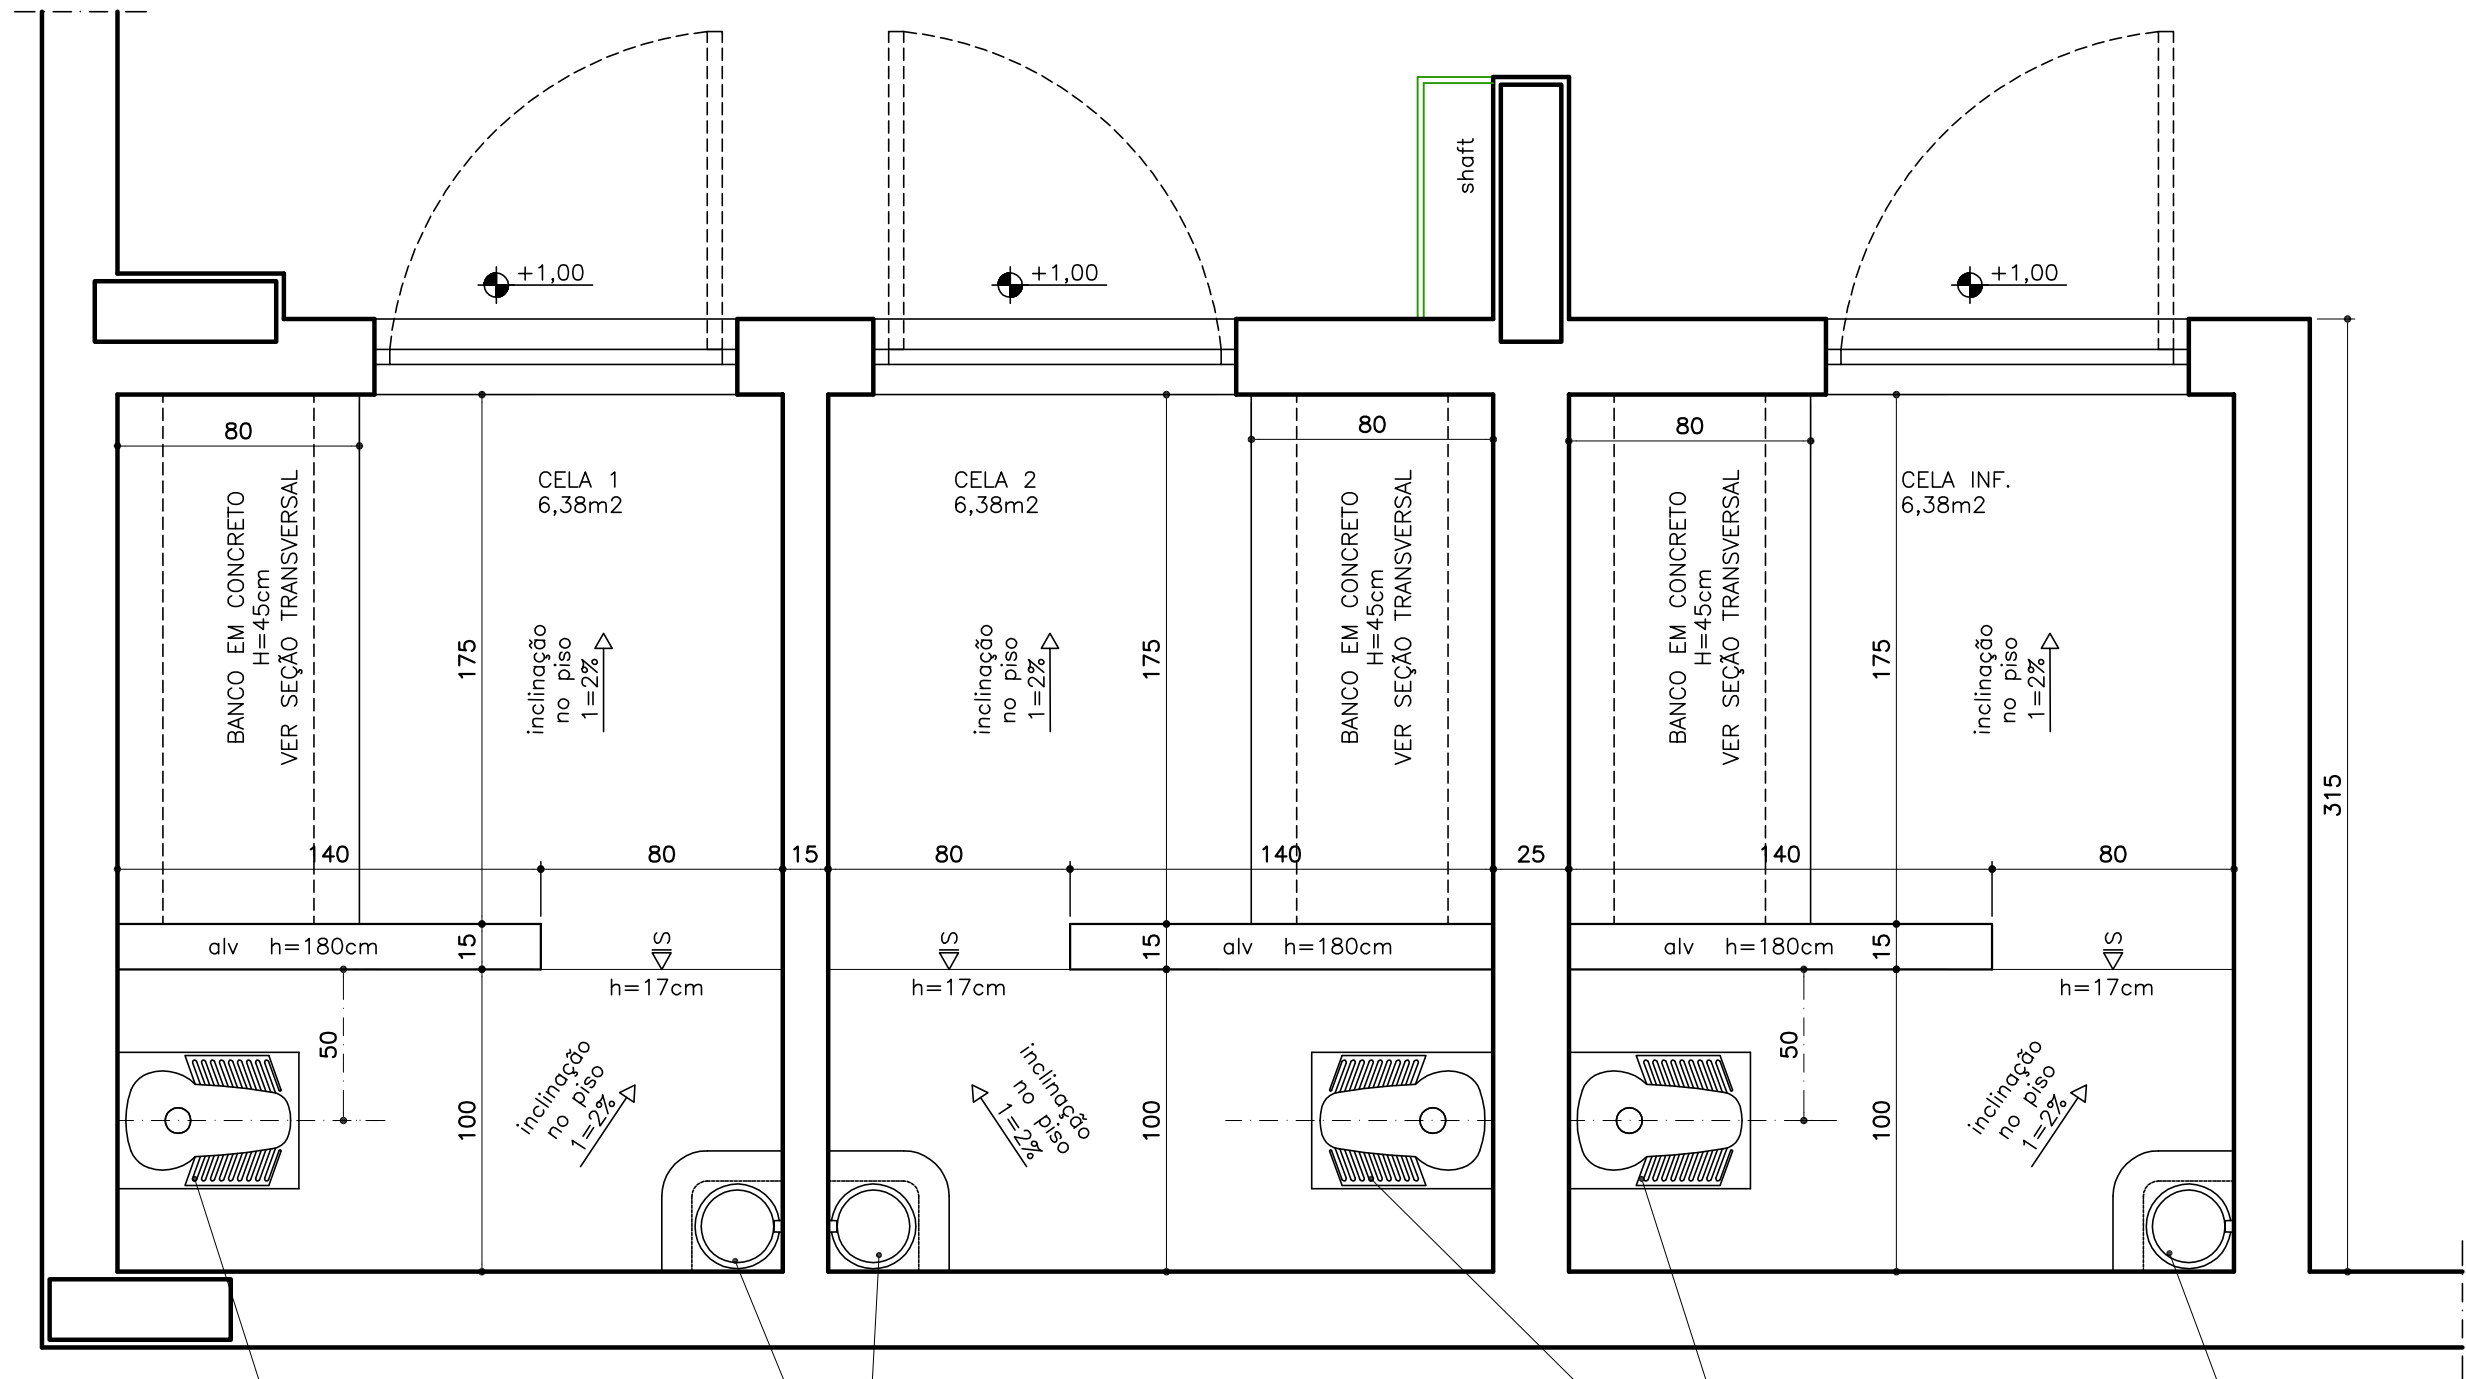 shaft
+1,00
+1,00
+1,00
80
80
80
CELA 1
6,38m2
CELA 2
6,38m2
CELA INF.
6,38m2
BANCO EM CONCRETO
H=45cm
VER SEÇÃO TRANSVERSAL
175
inclinação
no piso
1=2%
inclinação
no piso
1=2%
175
BANCO EM CONCRETO
H=45cm
VER SEÇÃO TRANSVERSAL
BANCO EM CONCRETO
H=45cm
VER SEÇÃO TRANSVERSAL
175
inclinação
no piso
1=2%
315
140
80
15
80
140
25
140
80
alv h=180cm
15
S
h=17cm
S
h=17cm
15
alv h=180cm
alv h=180cm
15
S
h=17cm
50
100
inclinação
no piso
1=2%
inclinação
no piso
1=2%
100
50
100
inclinação
no piso
1=2%